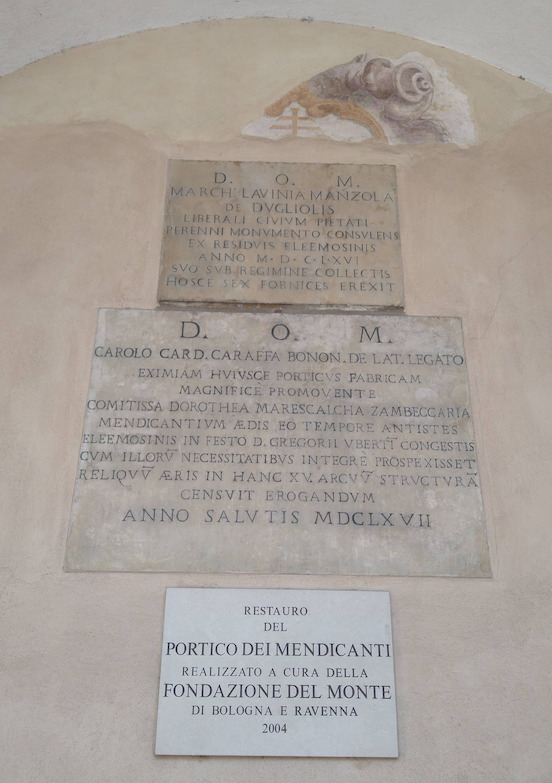 D. O. M.
MARCH. LAVINIA MANZOLA
DE DVGLIOLIS
LIBERALI CIVIVM PIETATI
PERENNI MONVMENTO CONSVLENS
EX RESIDVIS ELEEMOSINIS
ANNO M·D·C·L·XVI
SVO SVB REGIMINE COLLECTIS
HOSCE SEX FORNICES EREXIT
D. O. M.
CAROLO CARD. CARAFFA BONON. DE LAT. LEGATO
EXIMIAM HVIVSCE PORTICVS FABRICAM
MAGNIFICE PROMOVENTE
COMITISSA DOROTHEA MARESCALCHA ZAMBECCARIA
MENDICANTIVM ÆDIS EO TEMPORE ANTISTES
ELEEMOSINIS IN FESTO D. GREGORII VBERTI ̃ CONGESTIS
CVM ILLORV̄ NECESSITATIBVS INTEGRE PROSPEXISSET
RELIQVV̄ ÆRIS IN HANC XV. ARCVV̄ STRVCTVRĀ
CENSVIT EROGANDVM
ANNO SALVTIS MDCLXVII
RESTAURO
DEL
PORTICO DEI MENDICANTI
REALIZZATO A CURA DELLA
FONDAZIONE DEL MONTE
DI BOLOGNA E RAVENNA
2004